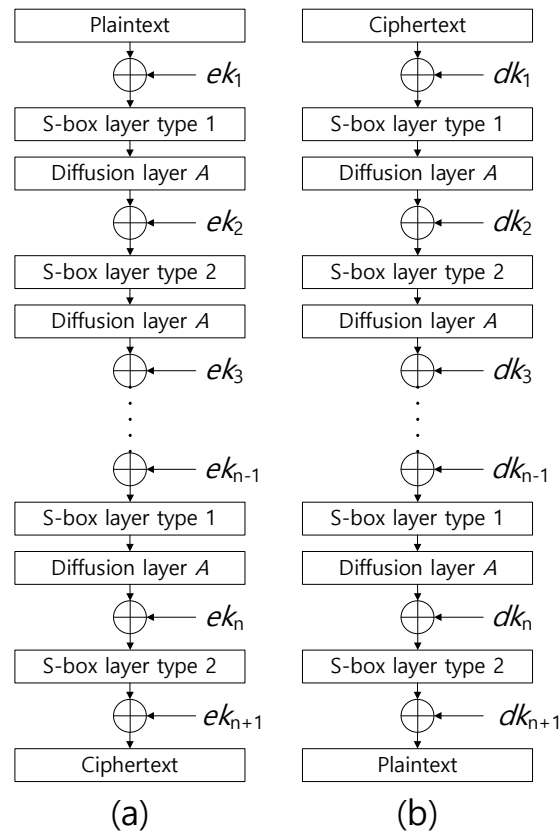 Plaintext
ek₁
S-box layer type 1
Diffusion layer A
ek₂
S-box layer type 2
Diffusion layer A
ek₃
ekₙ₋₁
S-box layer type 1
Diffusion layer A
ekₙ
S-box layer type 2
ekₙ₊₁
Ciphertext
(a)
Ciphertext
dk₁
S-box layer type 1
Diffusion layer A
dk₂
S-box layer type 2
Diffusion layer A
dk₃
dkₙ₋₁
S-box layer type 1
Diffusion layer A
dkₙ
S-box layer type 2
dkₙ₊₁
Plaintext
(b)